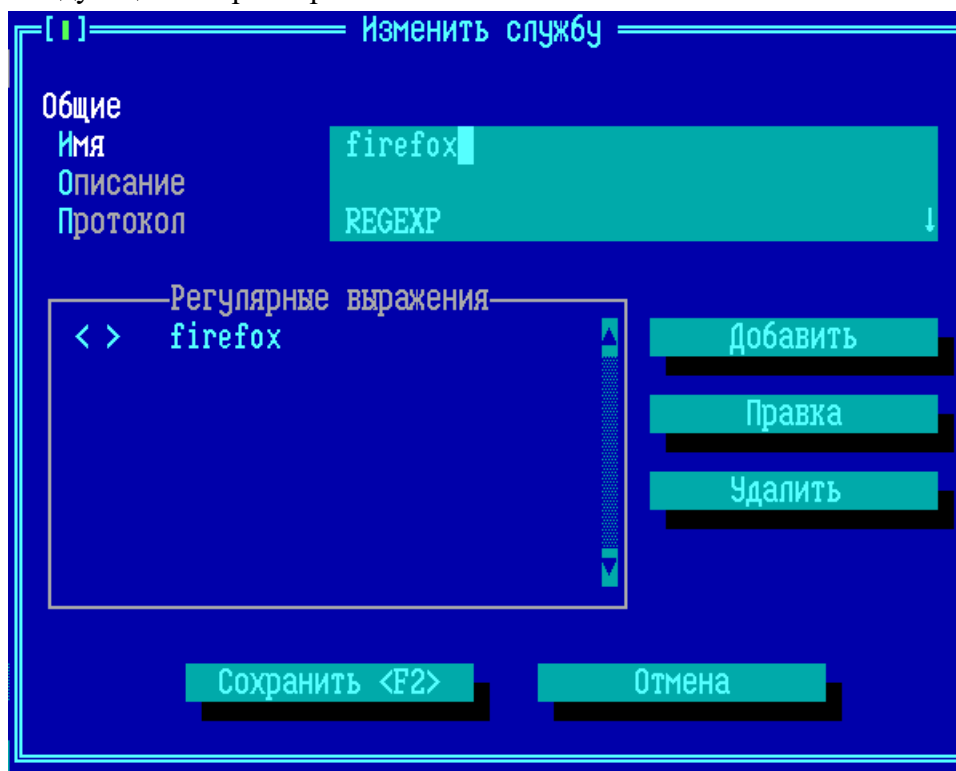 [ ]
Изменить службу
Общие
Имя firefox
Описание
Протокол REGEXP ↓
Регулярные выражения
< > firefox
Добавить
Правка
Удалить
Сохранить <F2> Отмена